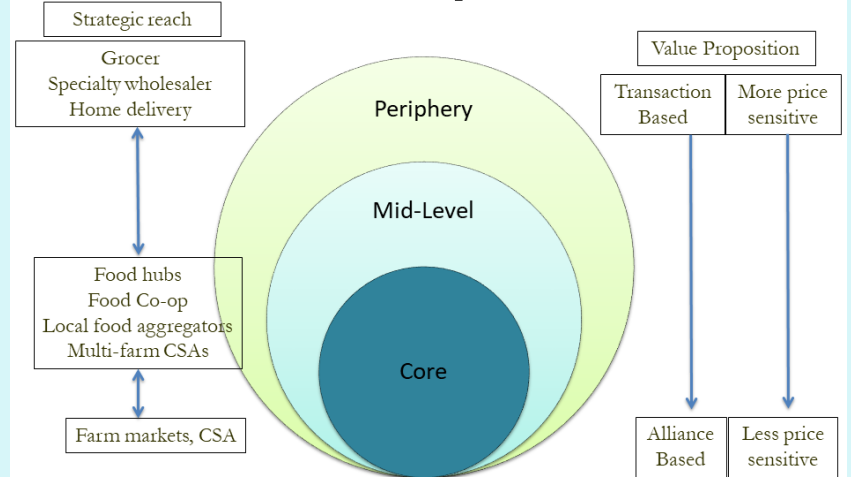 Strategic reach
Grocer
Specialty wholesaler
Home delivery
Food hubs
Food Co-op
Local food aggregators
Multi-farm CSAs
Farm markets, CSA
Periphery
Mid-Level
Core
Value Proposition
Transaction
Based
More price
sensitive
Alliance
Based
Less price
sensitive